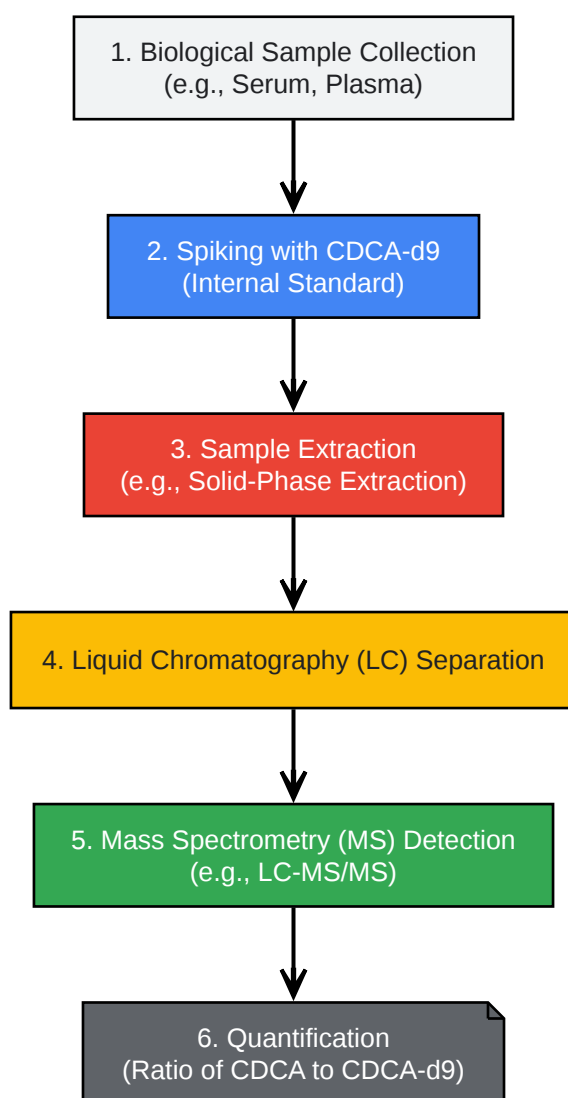 1. Biological Sample Collection
(e.g., Serum, Plasma)
2. Spiking with CDCA-d9
(Internal Standard)
3. Sample Extraction
(e.g., Solid-Phase Extraction)
4. Liquid Chromatography (LC) Separation
5. Mass Spectrometry (MS) Detection
(e.g., LC-MS/MS)
6. Quantification
(Ratio of CDCA to CDCA-d9)